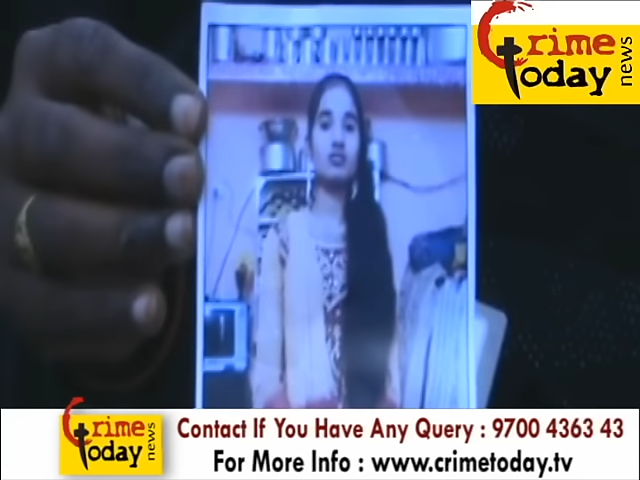 Crime
Today
news
Crime
Today
news
Contact If You Have Any Query : 9700 4363 43
For More Info : www.crimetoday.tv